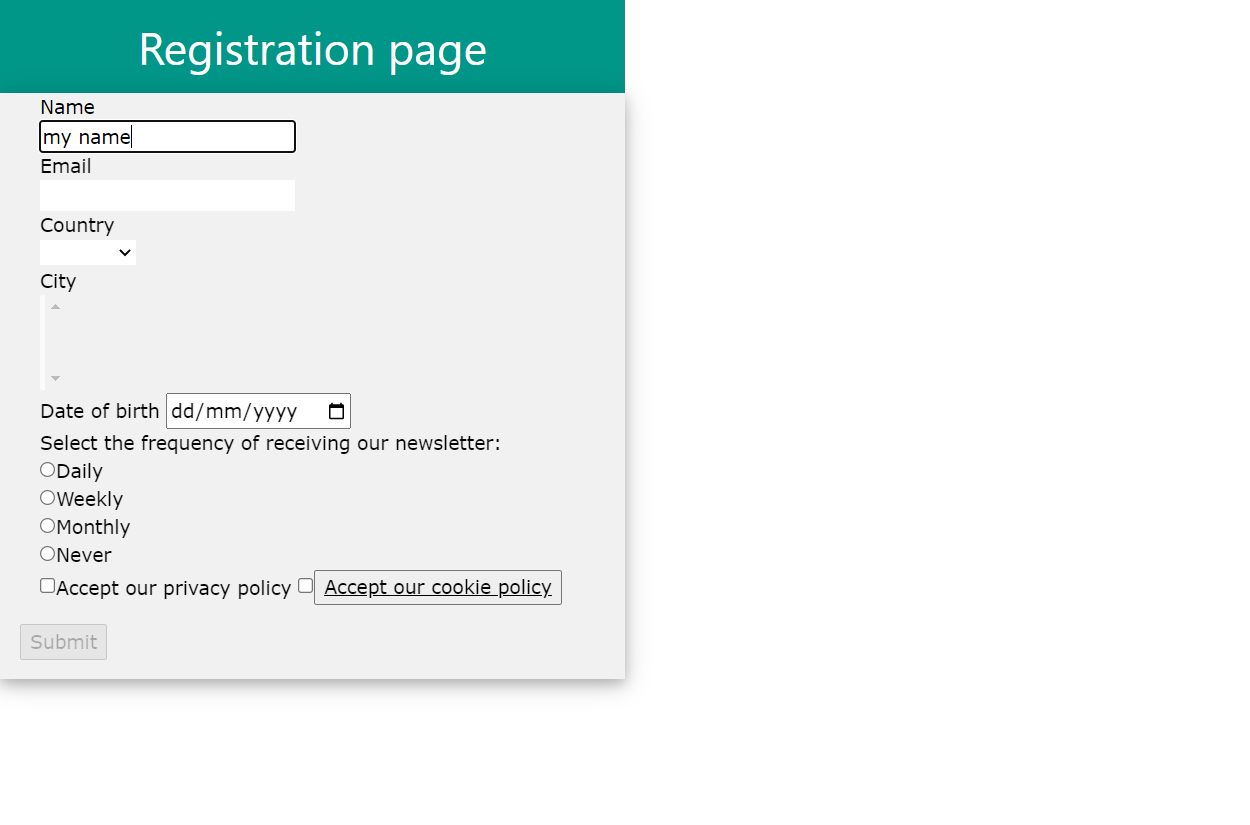 Registration page
Name
my name
Email
Country
City
Date of birth dd/mm/yyyy
Select the frequency of receiving our newsletter:
Daily
Weekly
Monthly
Never
Accept our privacy policy Accept our cookie policy
Submit